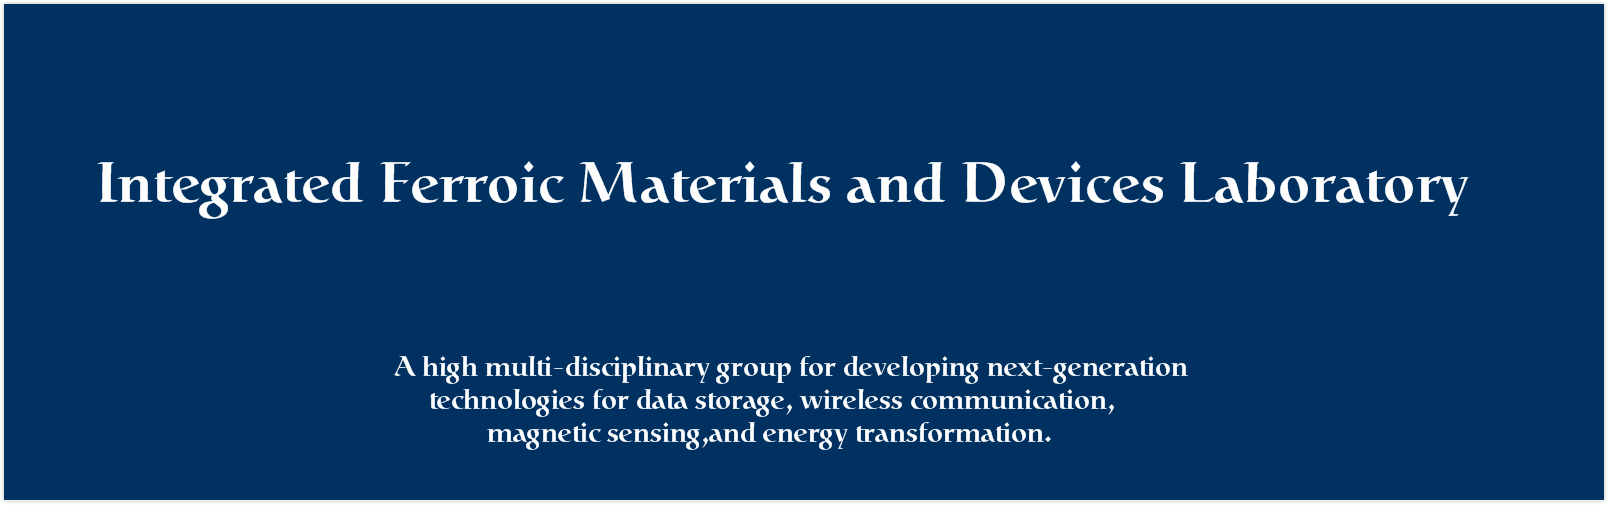 Integrated Ferroic Materials and Devices Laboratory
A high multi-disciplinary group for developing next-generation
technologies for data storage, wireless communication,
magnetic sensing,and energy transformation.